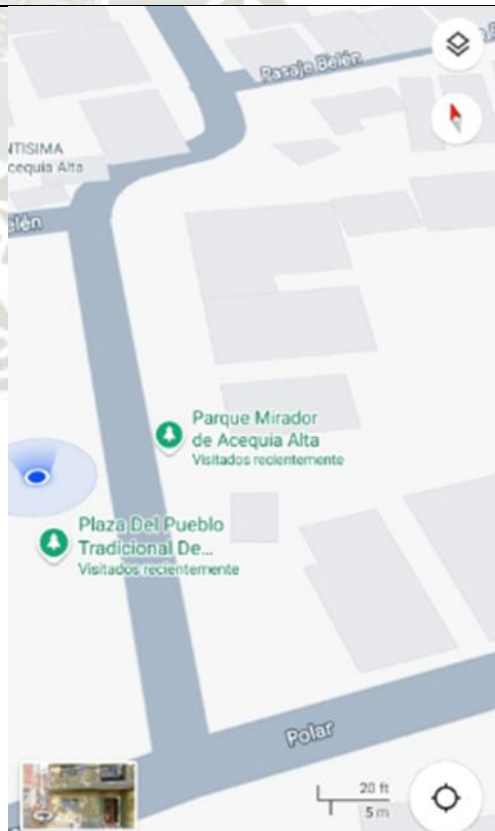 Pasaje Belén
NTISIMA
cequia Alta
elén
Parque Mirador
de Acequia Alta
Visitados recientemente
Plaza Del Pueblo
Tradicional De...
Visitados recientemente
Polar
20 ft
5 m